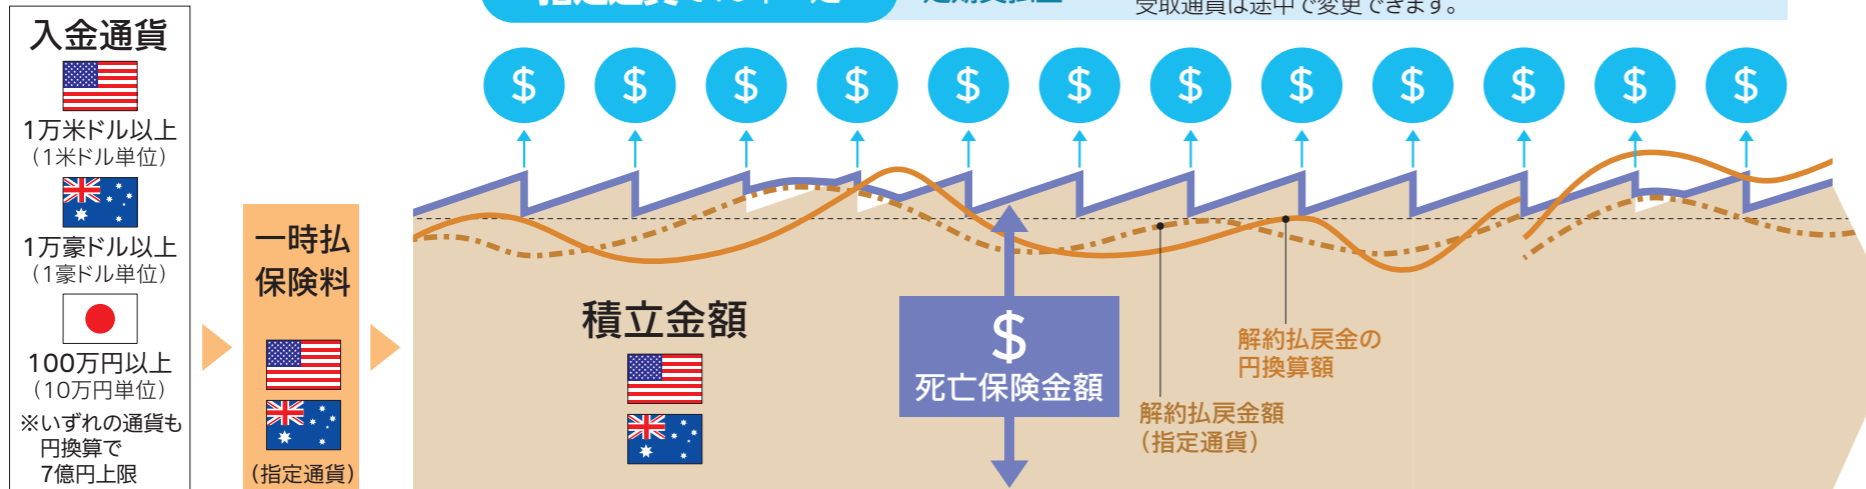 受取通貨は途中で変更できます。
入金通貨
1万米ドル以上
(1米ドル単位)
1万豪ドル以上
(1豪ドル単位)
100万円以上
(10万円単位)
※いずれの通貨も
円換算で
7億円上限
一時払
保険料
(指定通貨)
$ $ $ $ $ $ $ $ $ $ $ $
積立金額
$
死亡保険金額
解約払戻金の
円換算額
解約払戻金額
(指定通貨)